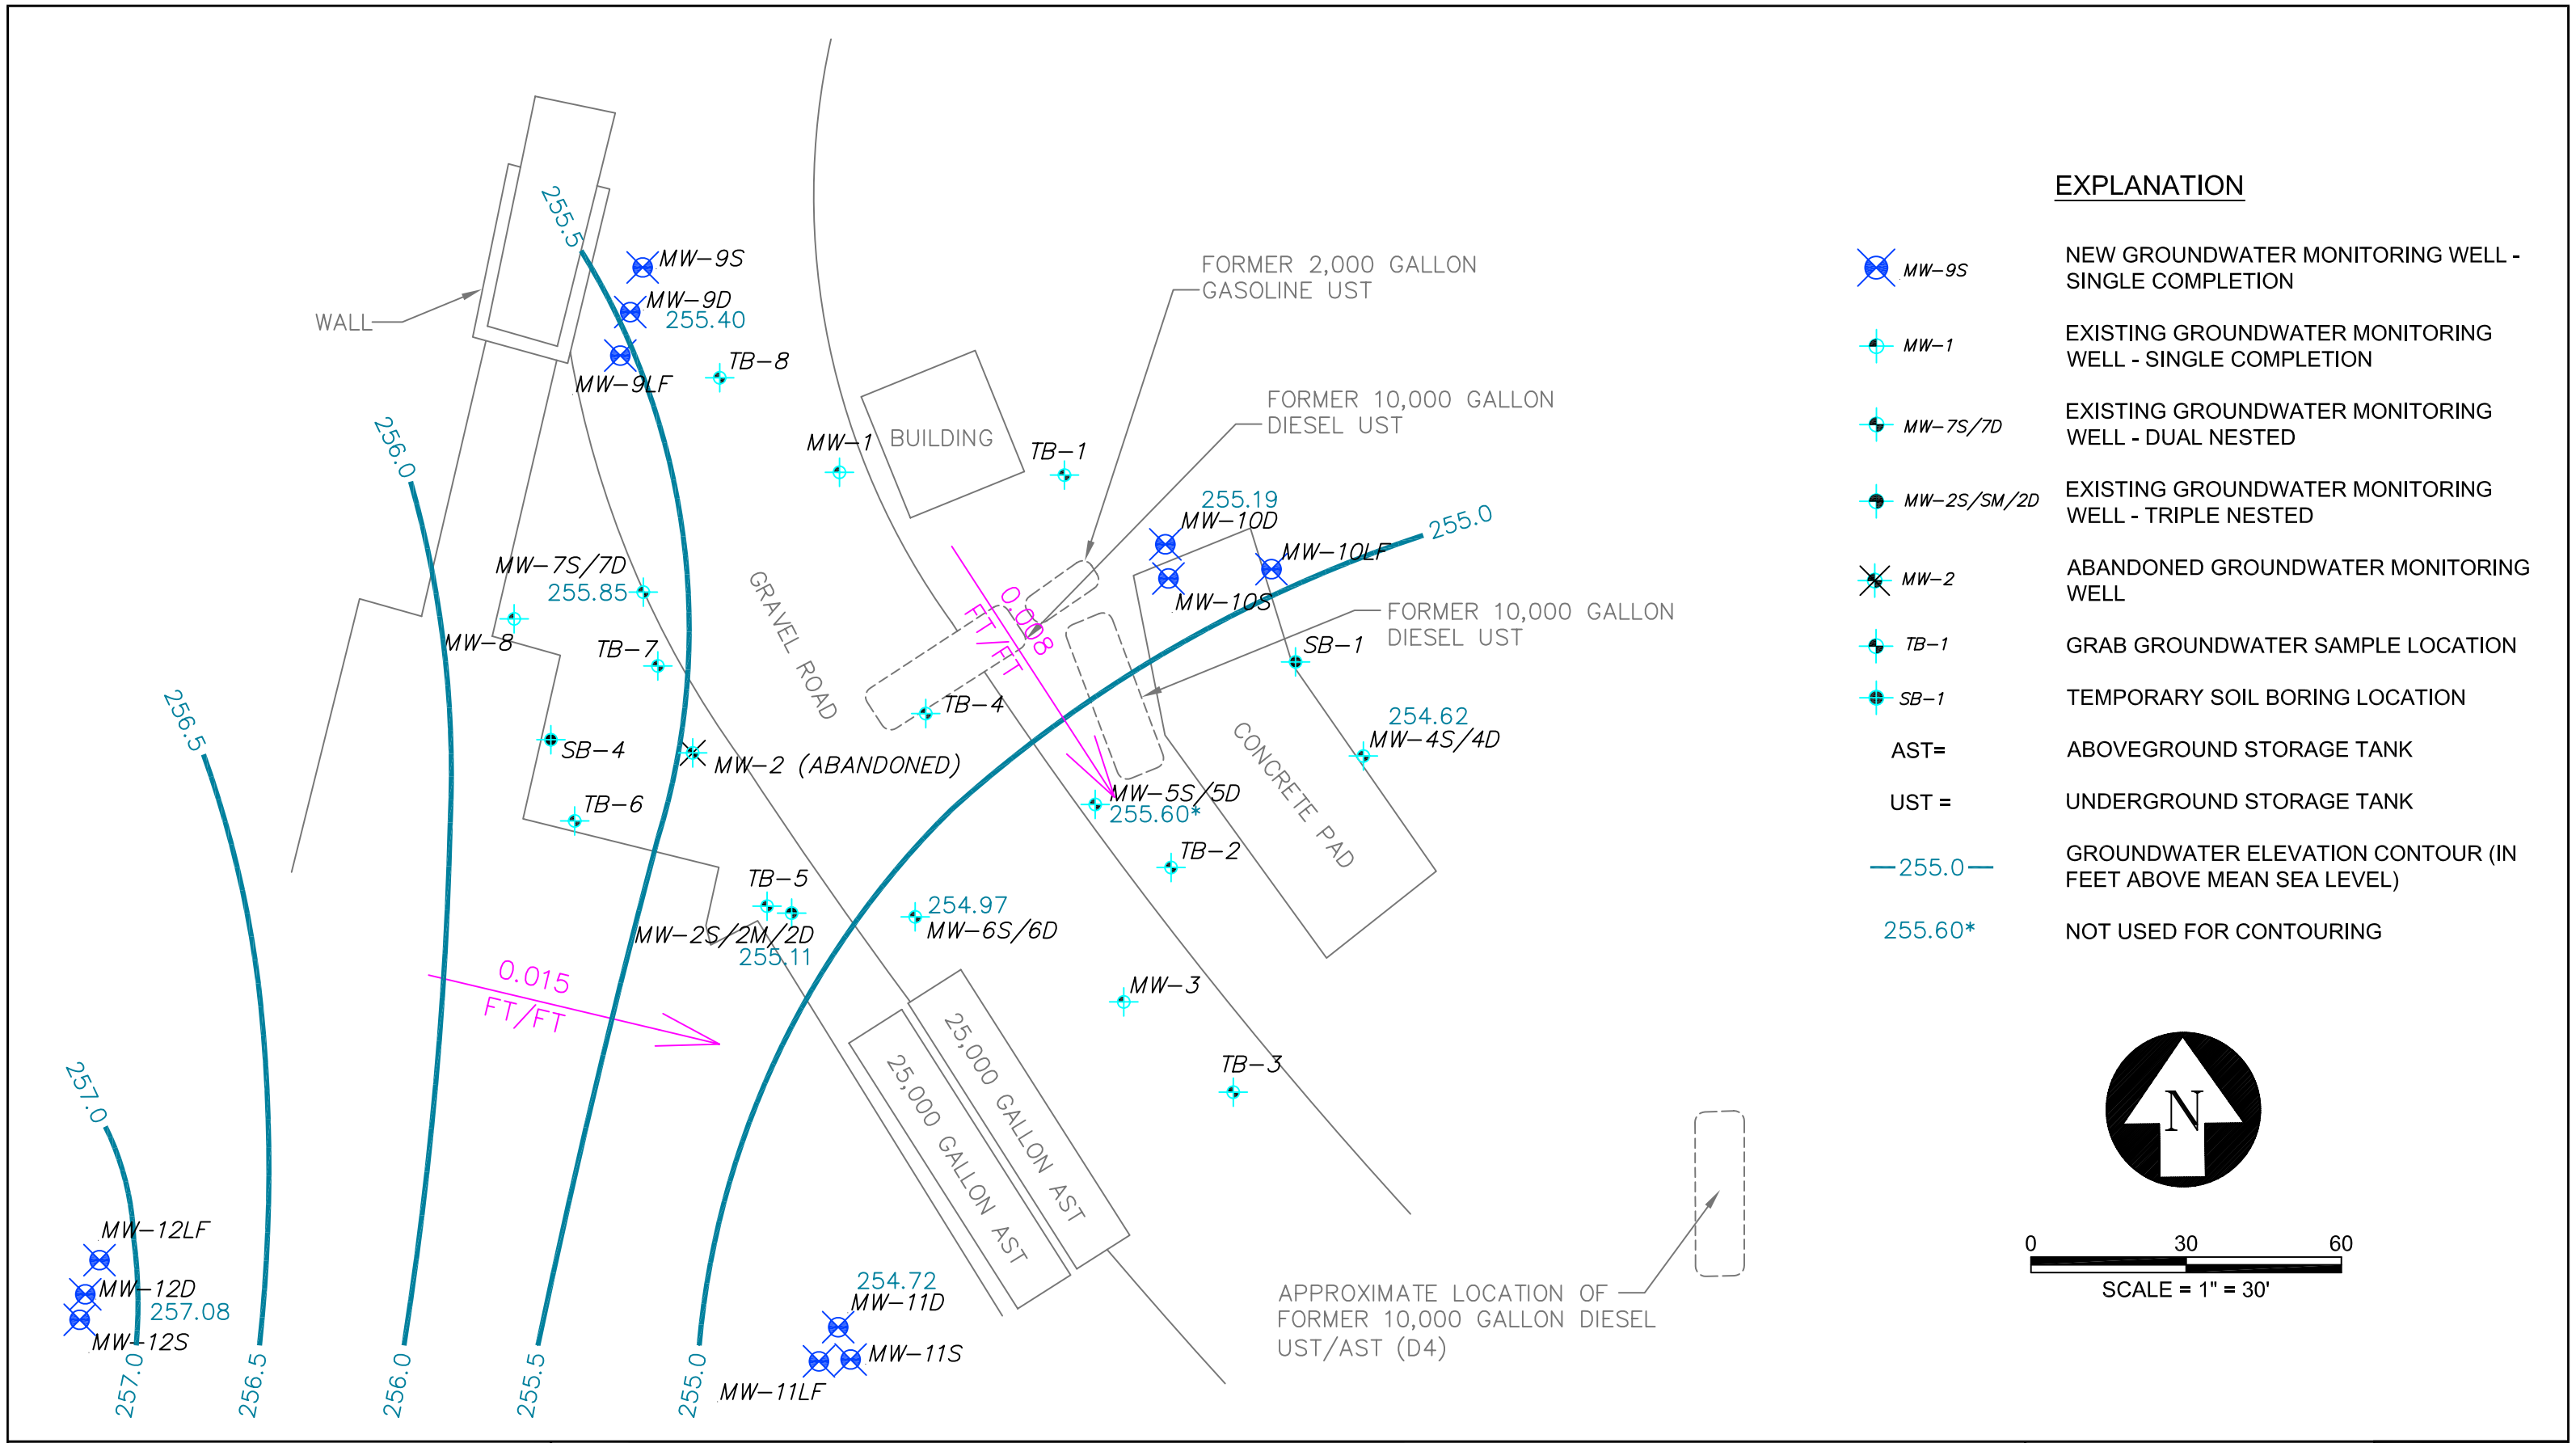 255.5
MW-9S
MW-9D
255.40
MW-9LF
TB-8
WALL
FORMER 2,000 GALLON
GASOLINE UST
FORMER 10,000 GALLON
DIESEL UST
256.0
MW-1
BUILDING
TB-1
255.19
MW-10D
MW-10LF
MW-10S
255.0
MW-7S/7D
255.85
MW-8
TB-7
GRAVEL ROAD
0.008
FT/FT
FORMER 10,000 GALLON
DIESEL UST
SB-1
TB-4
256.5
SB-4
MW-2 (ABANDONED)
254.62
MW-4S/4D
CONCRETE PAD
TB-6
MW-5S/5D
255.60*
TB-2
TB-5
MW-2S/2M/2D
255.11
254.97
MW-6S/6D
0.015
FT/FT
MW-3
257.0
25,000 GALLON AST
25,000 GALLON AST
TB-3
MW-12LF
MW-12D
257.08
MW-12S
254.72
MW-11D
MW-11S
MW-11LF
257.0
256.5
256.0
255.5
255.0
APPROXIMATE LOCATION OF
FORMER 10,000 GALLON DIESEL
UST/AST (D4)
EXPLANATION
MW-9S
NEW GROUNDWATER MONITORING WELL -
SINGLE COMPLETION
MW-1
EXISTING GROUNDWATER MONITORING
WELL - SINGLE COMPLETION
MW-7S/7D
EXISTING GROUNDWATER MONITORING
WELL - DUAL NESTED
MW-2S/SM/2D
EXISTING GROUNDWATER MONITORING
WELL - TRIPLE NESTED
MW-2
ABANDONED GROUNDWATER MONITORING
WELL
TB-1
GRAB GROUNDWATER SAMPLE LOCATION
SB-1
TEMPORARY SOIL BORING LOCATION
AST=
ABOVEGROUND STORAGE TANK
UST =
UNDERGROUND STORAGE TANK
255.0
GROUNDWATER ELEVATION CONTOUR (IN
FEET ABOVE MEAN SEA LEVEL)
255.60*
NOT USED FOR CONTOURING
N
0 30 60
SCALE = 1" = 30'